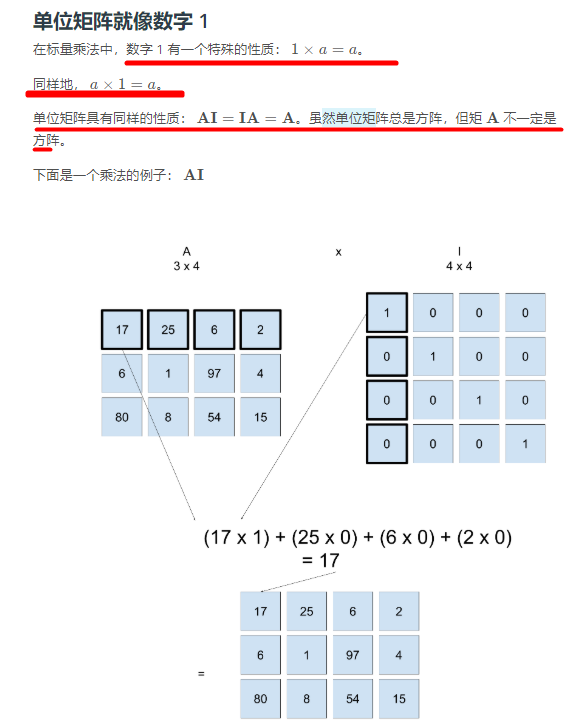 单位矩阵就像数字 1
在标量乘法中，数字 1 有一个特殊的性质： 1 × a = a。
同样地， a × 1 = a。
单位矩阵具有同样的性质： AI = IA = A。虽然单位矩阵总是方阵，但矩 A 不一定是
方阵。
下面是一个乘法的例子： AI
A x I
3 x 4 4 x 4
17 25 6 2
6 1 97 4
80 8 54 15
1 0 0 0
0 1 0 0
0 0 1 0
0 0 0 1
(17 x 1) + (25 x 0) + (6 x 0) + (2 x 0)
= 17
=
17 25 6 2
6 1 97 4
80 8 54 15